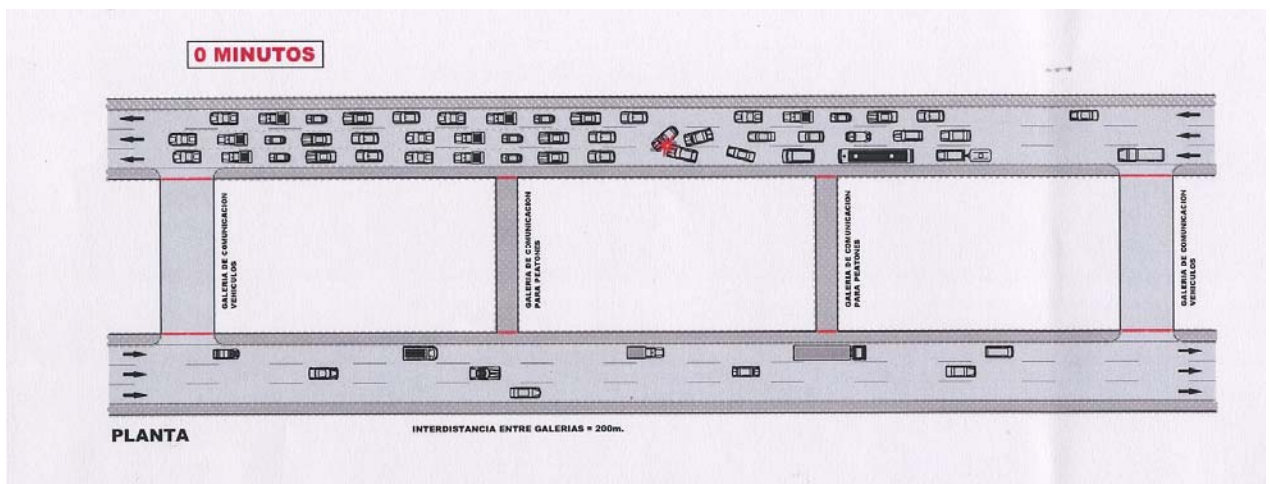 0 MINUTOS
GALERIA DE COMUNICACION
VEHICULOS
GALERIA DE COMUNICACION
PARA PEATONES
GALERIA DE COMUNICACION
PARA PEATONES
GALERIA DE COMUNICACION
VEHICULOS
PLANTA
INTERDISTANCIA ENTRE GALERIAS = 200m.